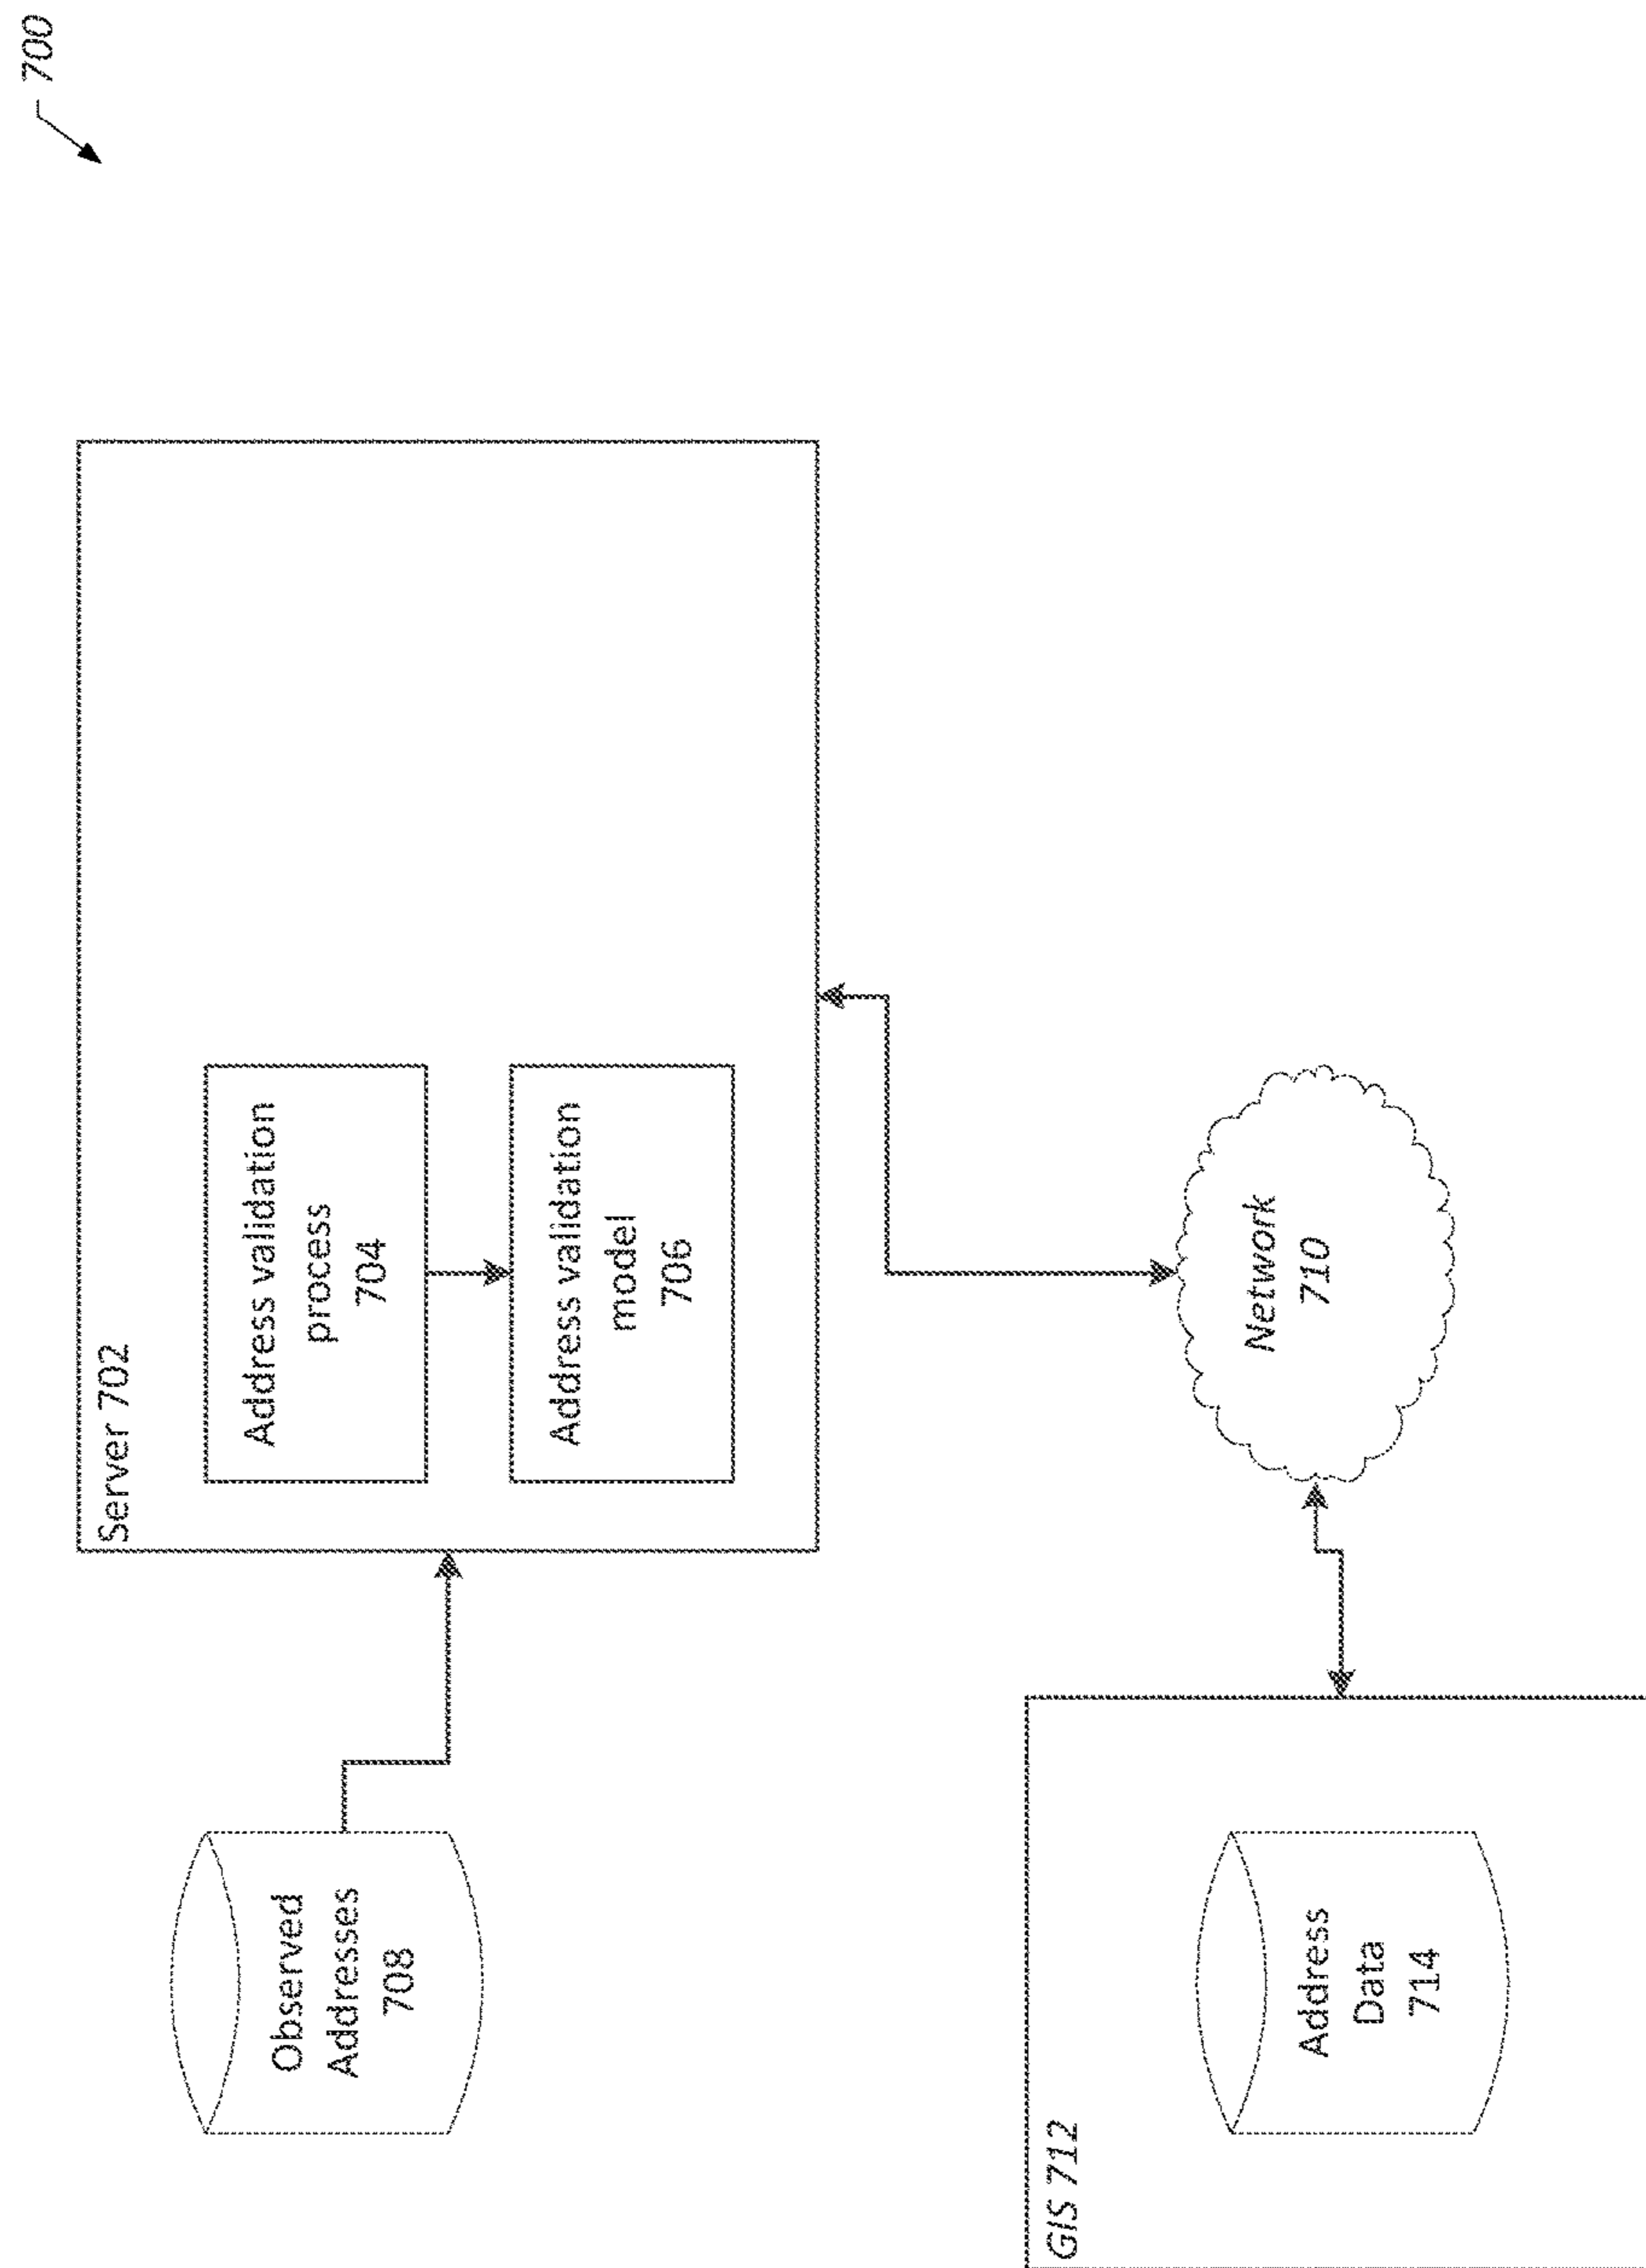 700
Server 702
Address validation
process
704
Address validation
model
706
Observed
Addresses
708
Network
710
GIS 712
Address
Data
714